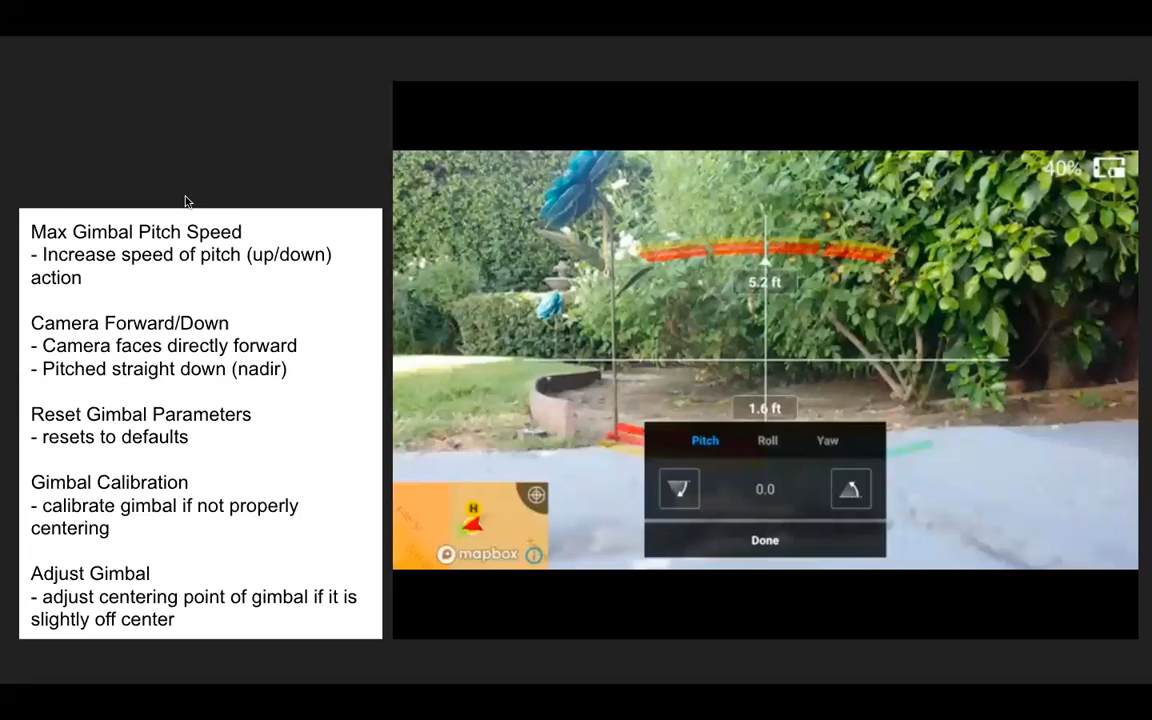 Max Gimbal Pitch Speed
- Increase speed of pitch (up/down)
action
Camera Forward/Down
- Camera faces directly forward
- Pitched straight down (nadir)
Reset Gimbal Parameters
- resets to defaults
Gimbal Calibration
- calibrate gimbal if not properly
centering
Adjust Gimbal
- adjust centering point of gimbal if it is
slightly off center
40%
5.2 ft
1.6 ft
Pitch Roll Yaw
0.0
Done
H
mapbox